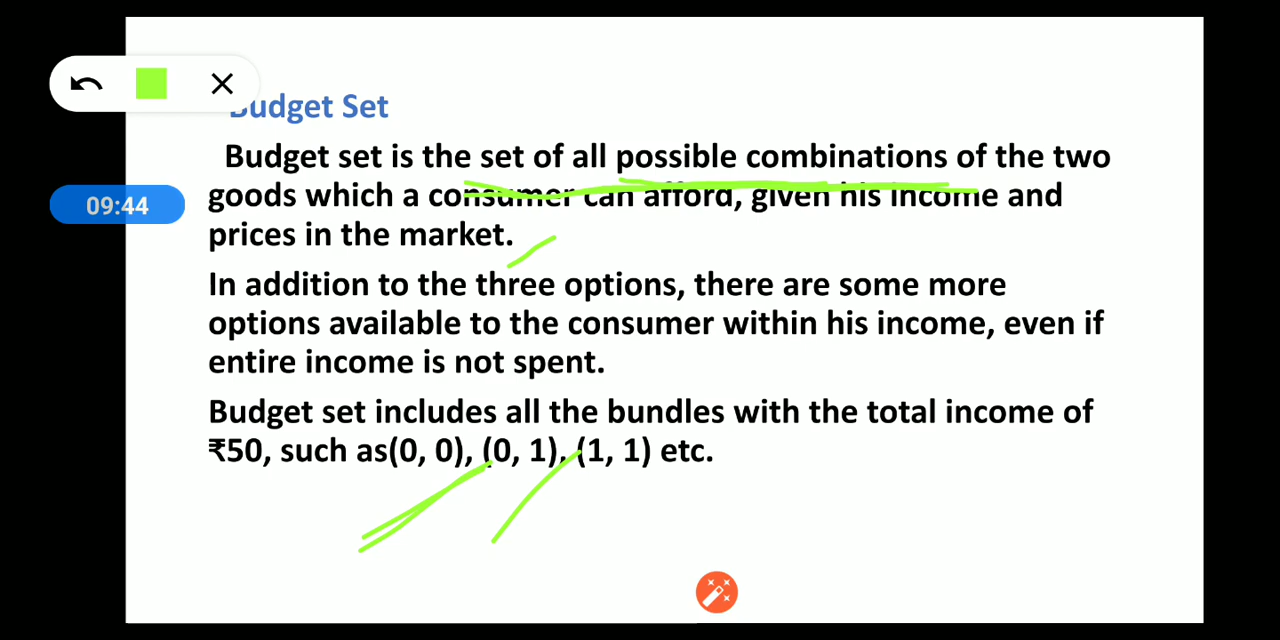 Budget Set
Budget set is the set of all possible combinations of the two
goods which a consumer can afford, given his income and
09:44
prices in the market.
In addition to the three options, there are some more
options available to the consumer within his income, even if
entire income is not spent.
Budget set includes all the bundles with the total income of
₹50, such as(0, 0), (0, 1), (1, 1) etc.